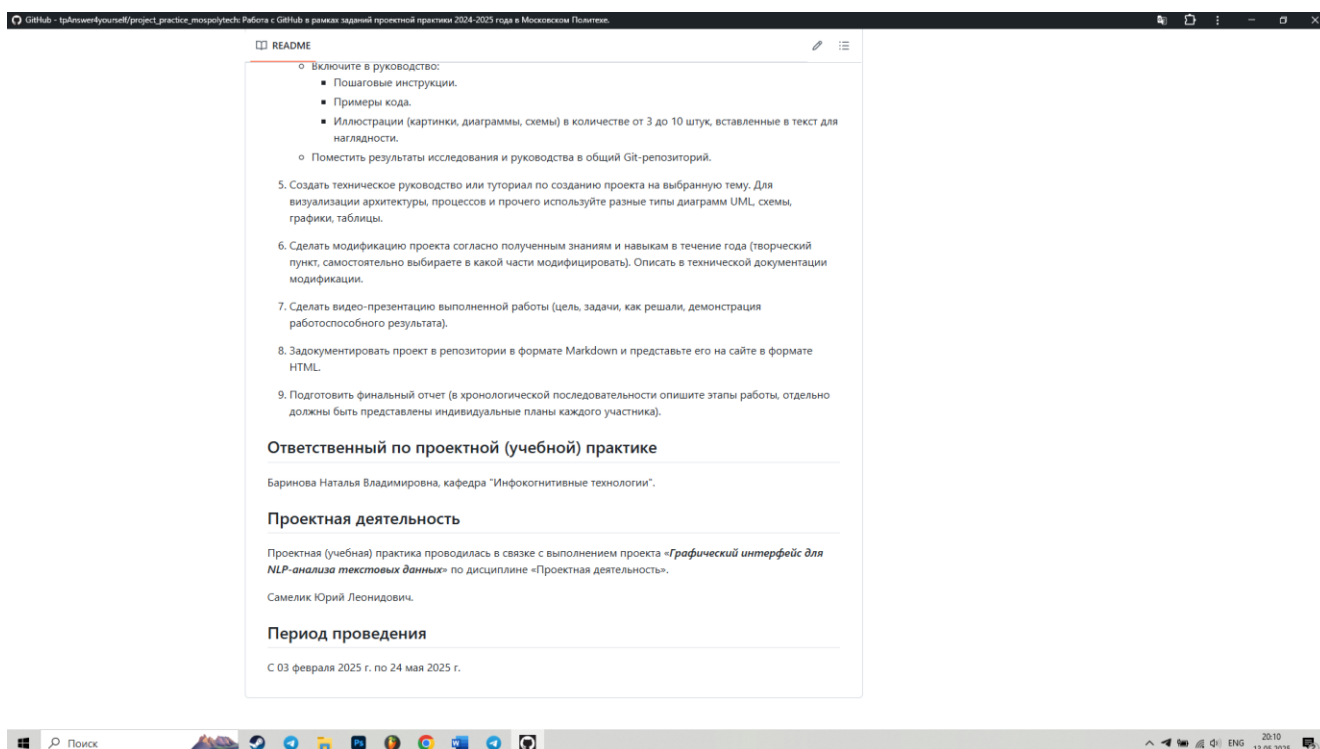 GitHub - tpAnswer4yourself/project_practice_mospolytech: Работа с GitHub в рамках заданий проектной практики 2024-2025 года в Московском Политехе.
README
Включите в руководство:
Пошаговые инструкции.
Примеры кода.
Иллюстрации (картинки, диаграммы, схемы) в количестве от 3 до 10 штук, вставленные в текст для
наглядности.
Поместить результаты исследования и руководства в общий Git-репозиторий.
5. Создать техническое руководство или туториал по созданию проекта на выбранную тему. Для
визуализации архитектуры, процессов и прочего используйте разные типы диаграмм UML, схемы,
графики, таблицы.
6. Сделать модификацию проекта согласно полученным знаниям и навыкам в течение года (творческий
пункт, самостоятельно выбираете в какой части модифицировать). Описать в технической документации
модификации.
7. Сделать видео-презентацию выполненной работы (цель, задачи, как решали, демонстрация
работоспособного результата).
8. Задокументировать проект в репозитории в формате Markdown и представьте его на сайте в формате
HTML.
9. Подготовить финальный отчет (в хронологической последовательности опишите этапы работы, отдельно
должны быть представлены индивидуальные планы каждого участника).
Ответственный по проектной (учебной) практике
Баринова Наталья Владимировна, кафедра "Инфокогнитивные технологии".
Проектная деятельность
Проектная (учебная) практика проводилась в связке с выполнением проекта «Графический интерфейс для
NLP-анализа текстовых данных» по дисциплине «Проектная деятельность».
Самелик Юрий Леонидович.
Период проведения
С 03 февраля 2025 г. по 24 мая 2025 г.
Поиск
ENG
20:10